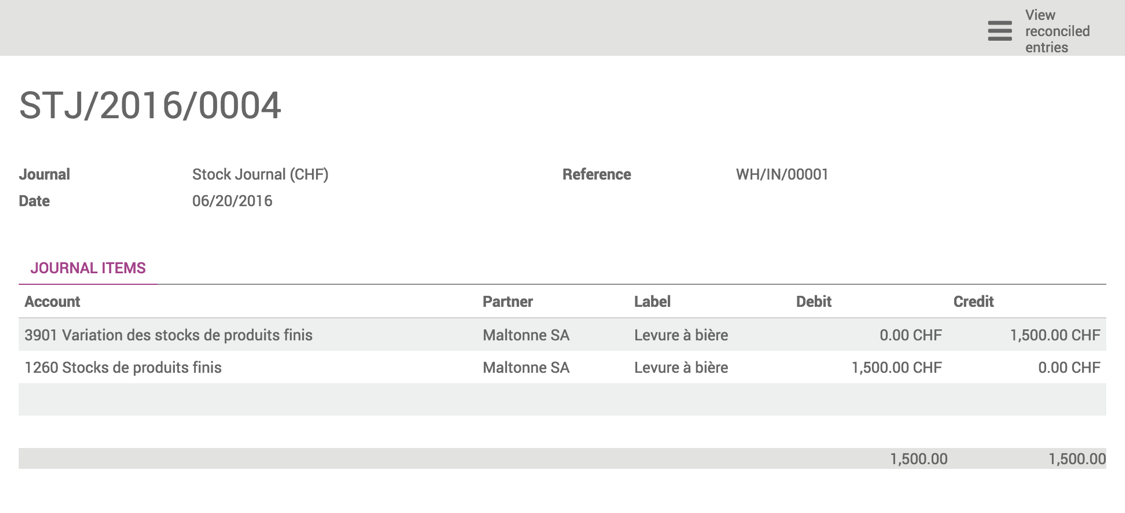 View
reconciled
entries
STJ/2016/0004
Journal Stock Journal (CHF) Reference WH/IN/00001
Date 06/20/2016
JOURNAL ITEMS
Account Partner Label Debit Credit
3901 Variation des stocks de produits finis Maltonne SA Levure à bière 0.00 CHF 1,500.00 CHF
1260 Stocks de produits finis Maltonne SA Levure à bière 1,500.00 CHF 0.00 CHF
1,500.00 1,500.00